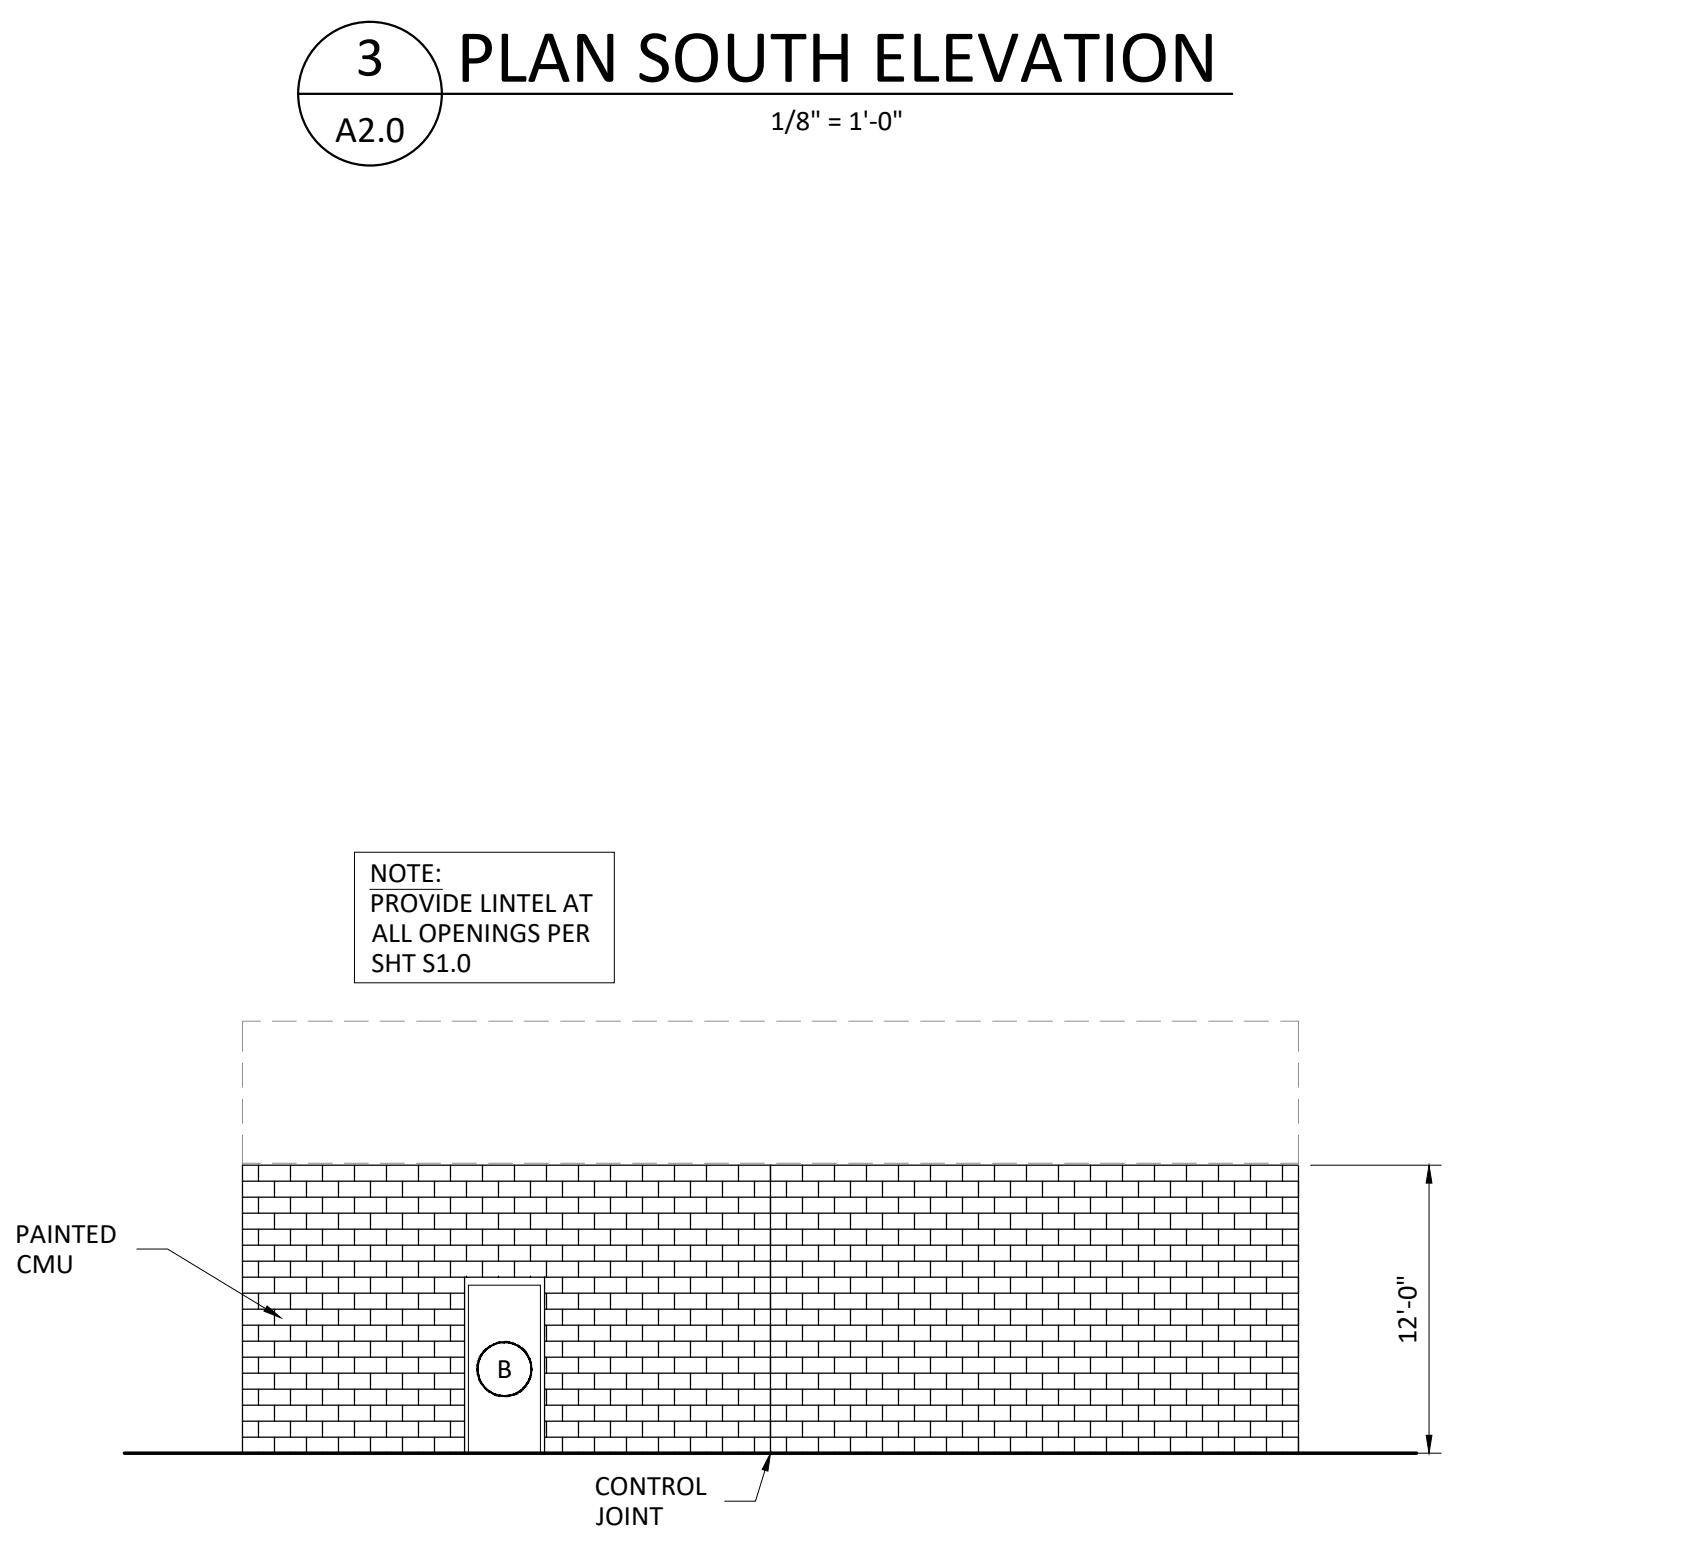 3
A2.0
PLAN SOUTH ELEVATION
1/8" = 1'-0"
NOTE:
PROVIDE LINTEL AT
ALL OPENINGS PER
SHT S1.0
PAINTED
CMU
B
12'-0"
CONTROL
JOINT